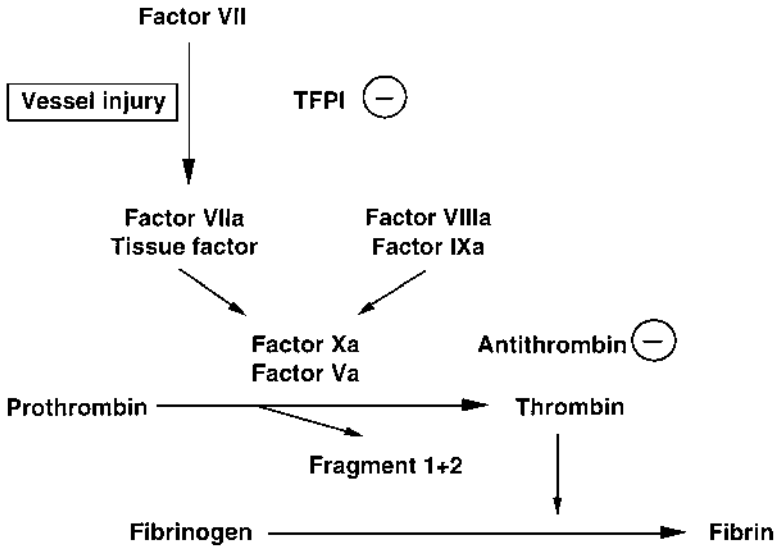 Factor VII
Vessel injury
TFPI −
Factor VIIa
Tissue factor
Factor VIIIa
Factor IXa
Factor Xa
Factor Va
Antithrombin −
Prothrombin
Thrombin
Fragment 1+2
Fibrinogen
Fibrin